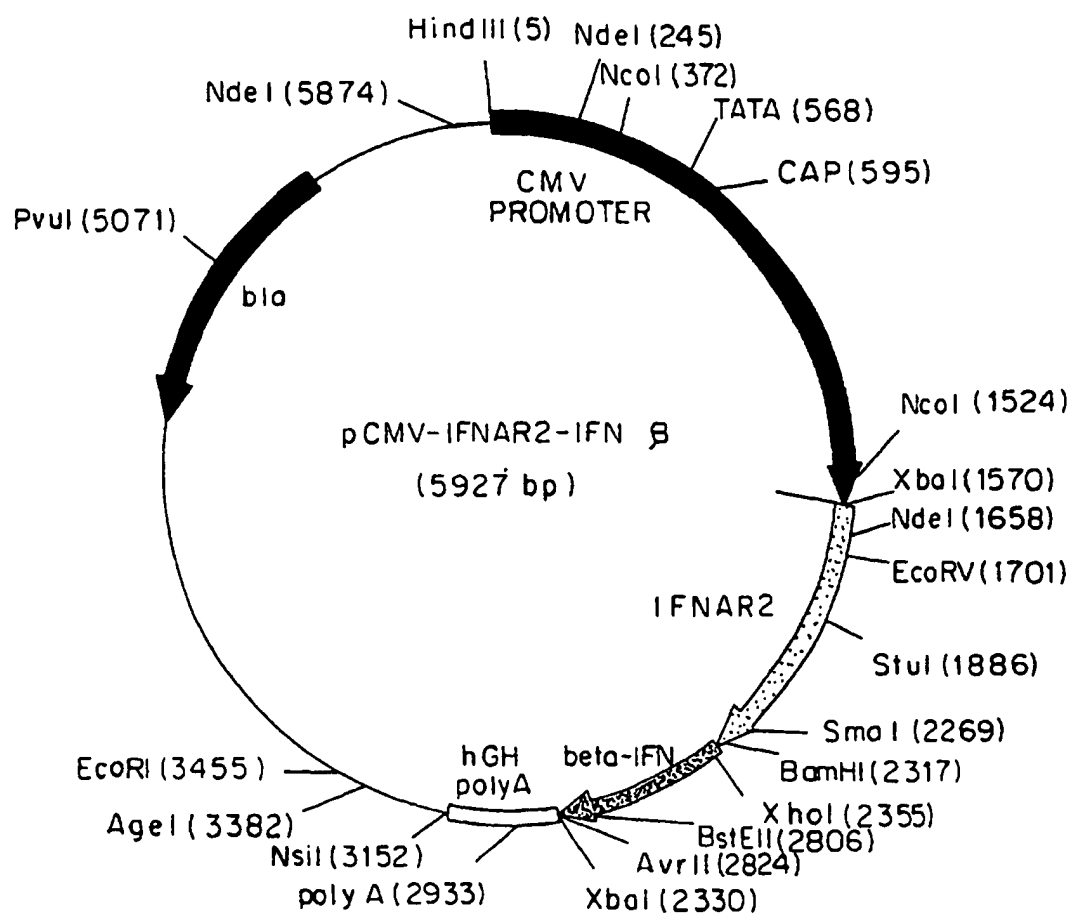 HindIII (5)
NdeI (245)
NcoI (372)
NdeI (5874)
TATA (568)
CAP (595)
CMV
PROMOTER
PvuI (5071)
bla
NcoI (1524)
pCMV-IFNAR2-IFN β
(5927 bp)
XbaI (1570)
NdeI (1658)
EcoRV (1701)
IFNAR2
StuI (1886)
SmaI (2269)
BamHI (2317)
XhoI (2355)
BstEII (2806)
AvrII (2824)
XbaI (2330)
beta-IFN
hGH
polyA
EcoRI (3455)
AgeI (3382)
NsiI (3152)
poly A (2933)